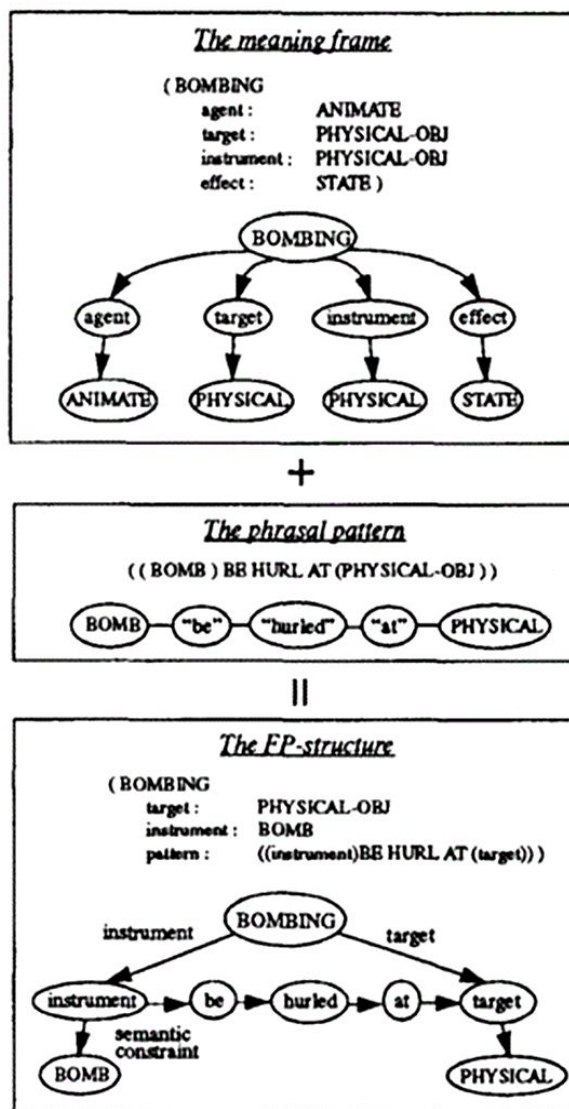 The meaning frame
( BOMBING
agent : ANIMATE
target : PHYSICAL-OBJ
instrument : PHYSICAL-OBJ
effect : STATE )
BOMBING
agent target instrument effect
ANIMATE PHYSICAL PHYSICAL STATE
+
The phrasal pattern
( ( BOMB ) BE HURL AT (PHYSICAL-OBJ ) )
BOMB "be" "hurled" "at" PHYSICAL
=
The FP-structure
( BOMBING
target : PHYSICAL-OBJ
instrument : BOMB
pattern : ((instrument)BE HURL AT (target)))
BOMBING
instrument target
instrument be hurled at target
semantic
constraint
BOMB PHYSICAL